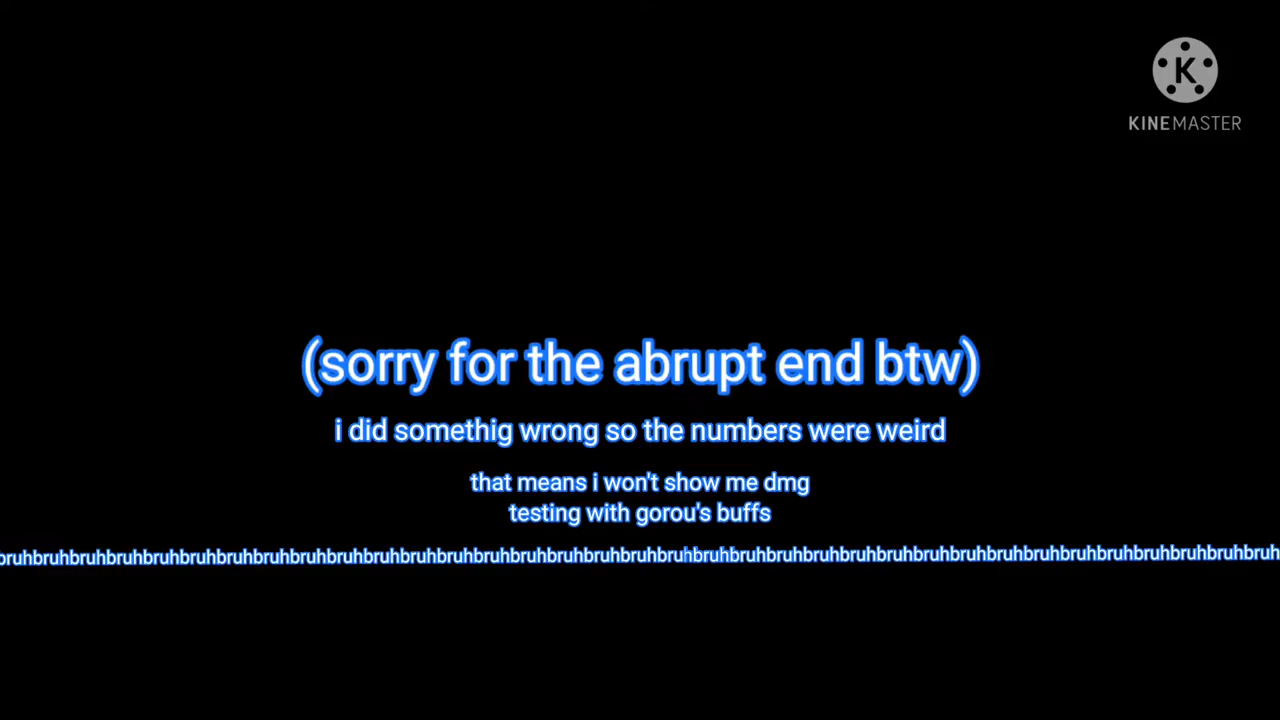 K
KINEMASTER
(sorry for the abrupt end btw)
i did somethig wrong so the numbers were weird
that means i won't show me dmg
testing with gorou's buffs
bruhbruhbruhbruhbruhbruhbruhbruhbruhbruhbruhbruhbruhbruhbruhbruhbruhbruhbruhbruhbruhbruhbruhbruhbruhbruhbruhbruhbruhbruhbruhbruhbruhbruhbruh